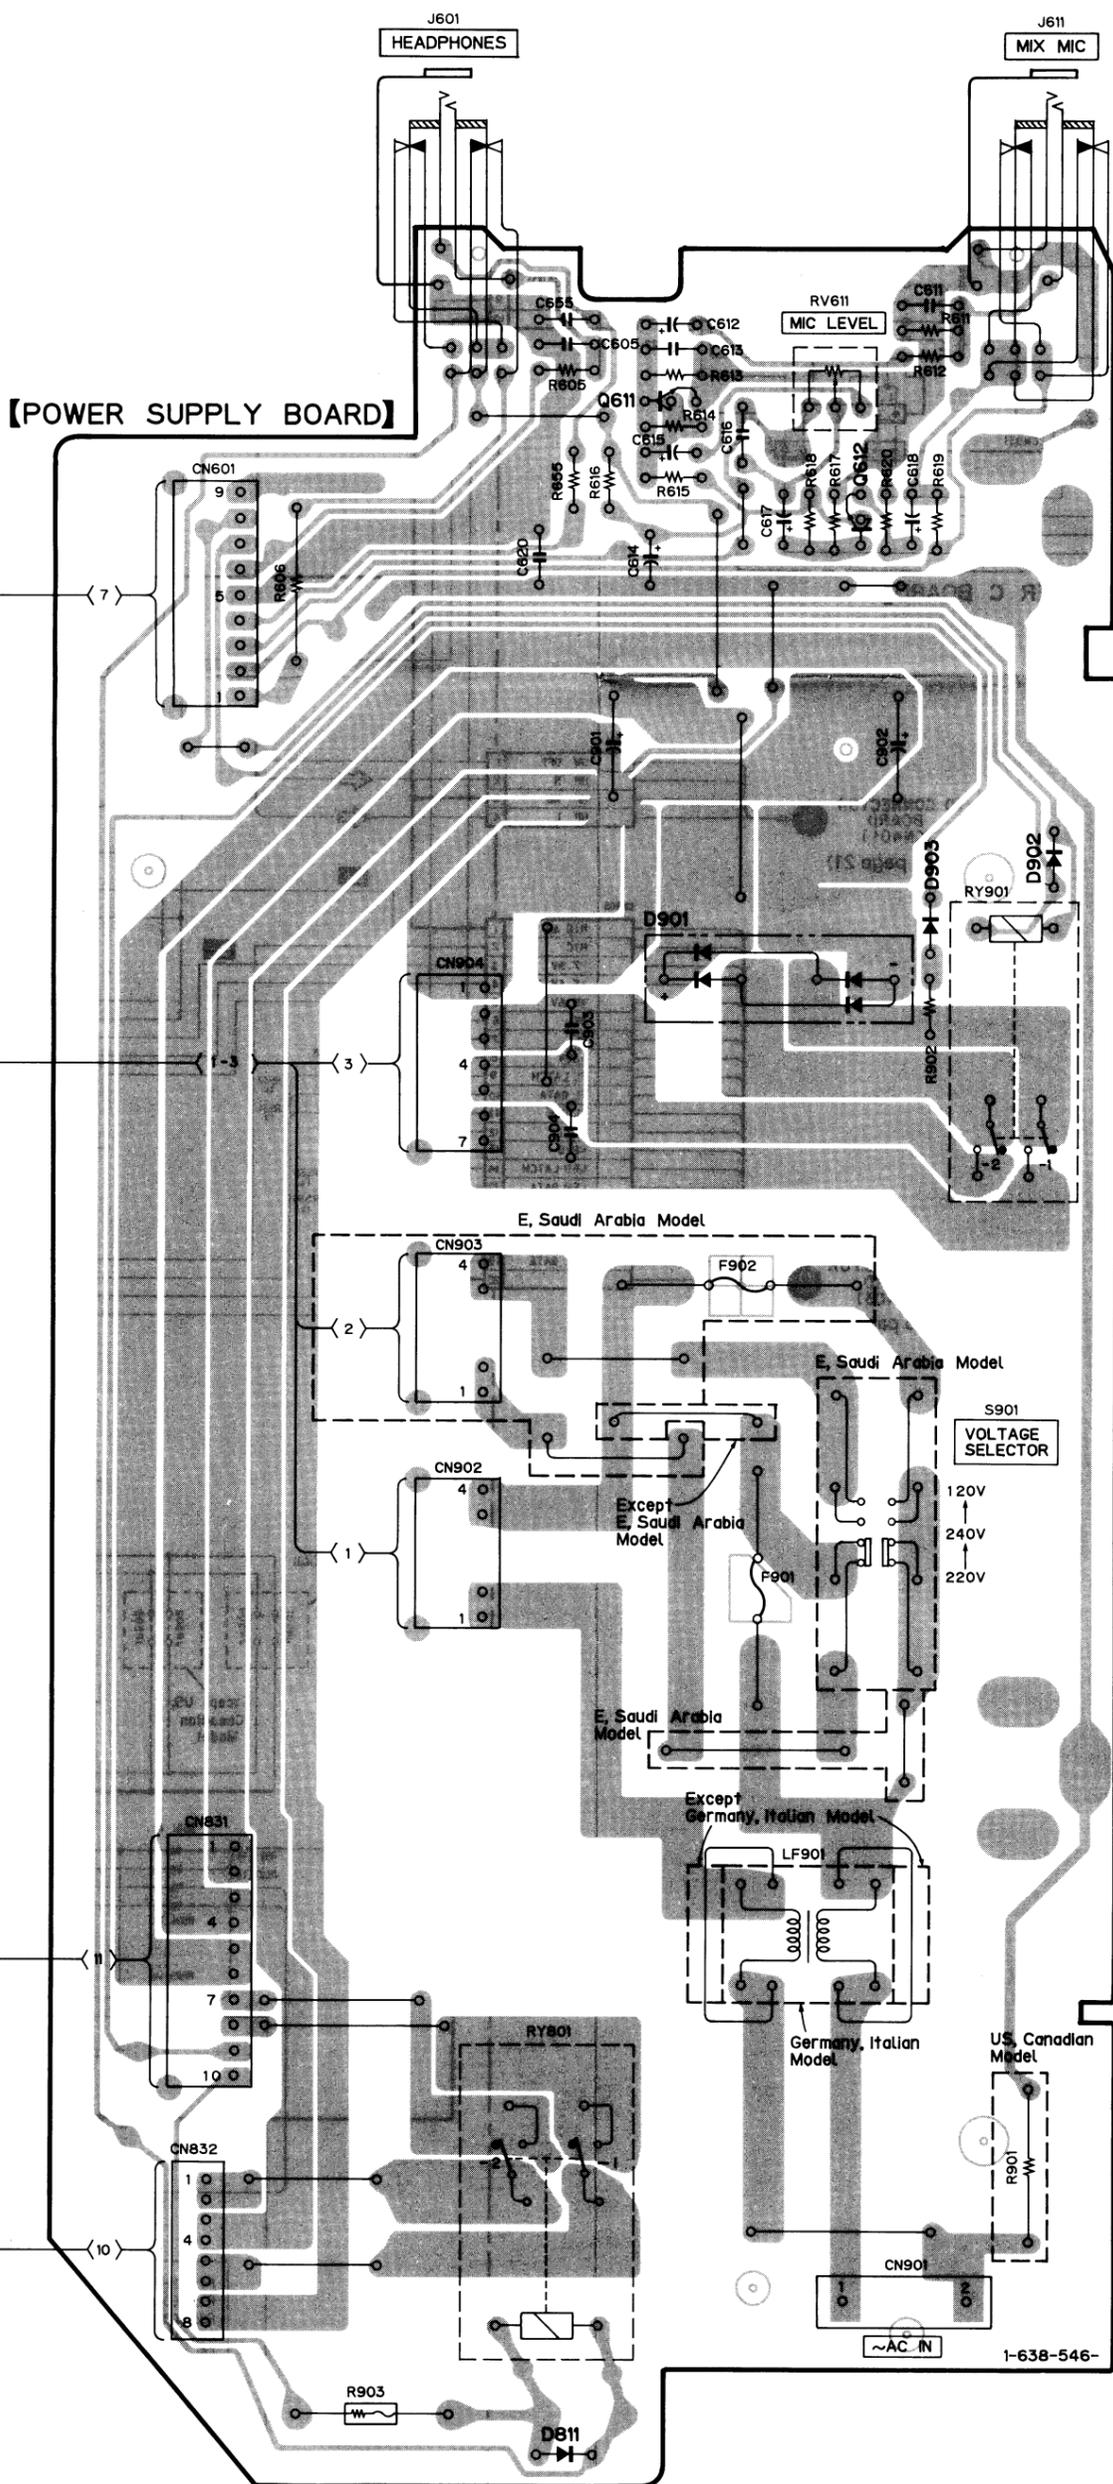 J601
HEADPHONES
J611
MIX MIC
C655
C605
R605
C612
C613
R613
Q611
R614
C615
R615
RV611
MIC LEVEL
C611
R611
R612
【POWER SUPPLY BOARD】
CN601
9
5
1
7
R606
R655
R616
C616
C617
R618
R617
Q612
R620
C618
R619
C620
C614
C901
C902
D903
D902
RY901
D901
+
-
CN904
1
4
7
1-3
3
C903
C904
R902
-2
-1
E, Saudi Arabia Model
CN903
4
1
2
F902
E, Saudi Arabia Model
S901
VOLTAGE
SELECTOR
120V
240V
220V
CN902
4
1
1
Except
E, Saudi Arabia
Model
F901
E, Saudi Arabia
Model
Except
Germany, Italian Model
LF901
Germany, Italian
Model
CN831
1
4
7
10
11
RY801
-2
-1
US, Canadian
Model
R901
CN832
1
4
8
10
CN901
1
2
~AC IN
1-638-546-
R903
D811